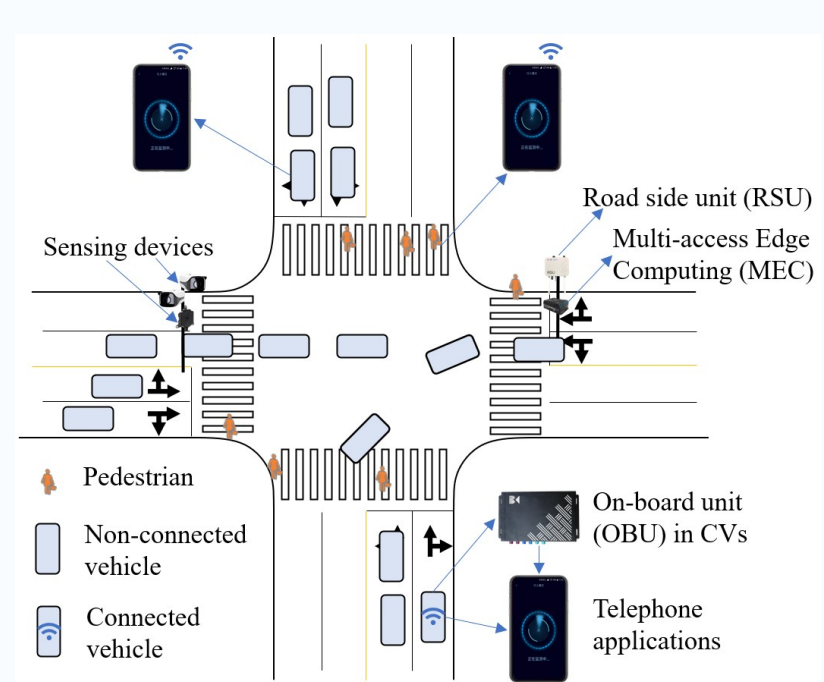 Road side unit (RSU)
Multi-access Edge
Computing (MEC)
Sensing devices
Pedestrian
Non-connected
vehicle
Connected
vehicle
On-board unit
(OBU) in CVs
Telephone
applications